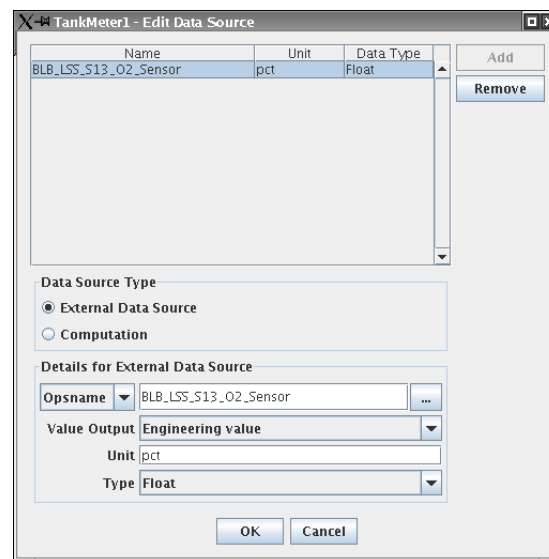 TankMeter1 - Edit Data Source
Name Unit Data Type
BLB_LSS_S13_O2_Sensor pct Float
Add
Remove
Data Source Type
External Data Source
Computation
Details for External Data Source
Opsname BLB_LSS_S13_O2_Sensor ...
Value Output Engineering value
Unit pct
Type Float
OK Cancel